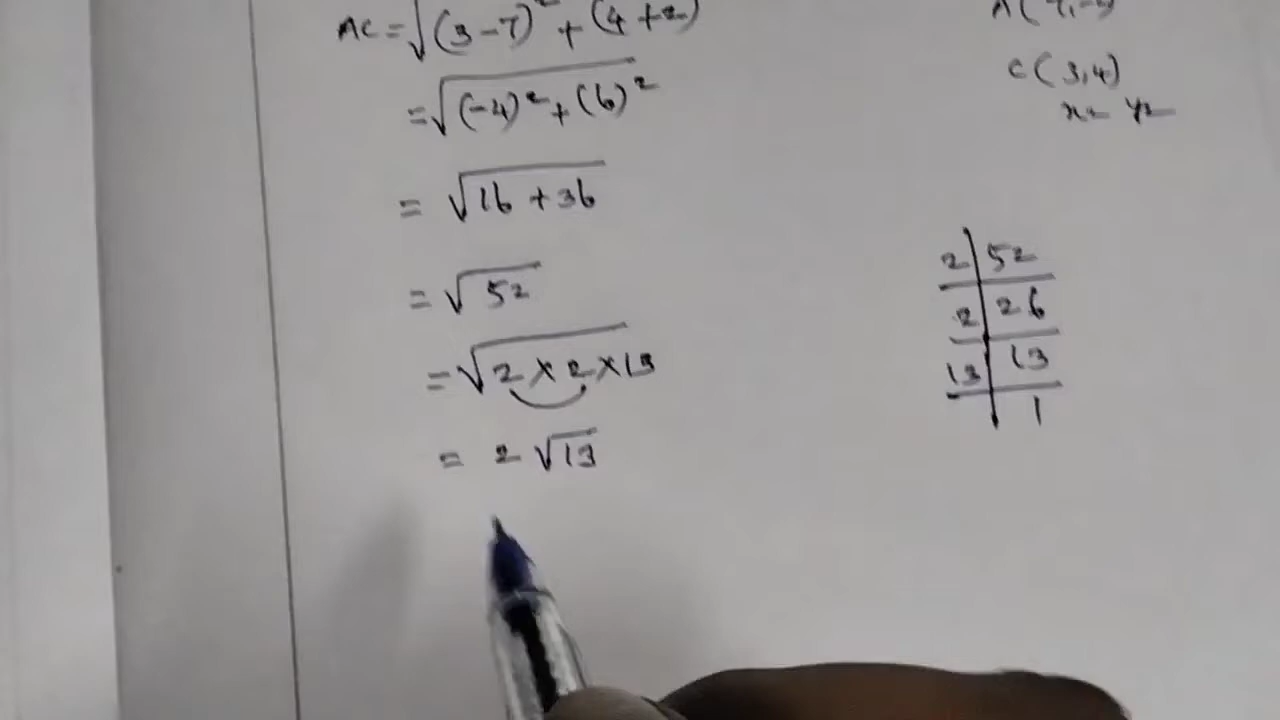 AC = √(3-7)² + (4+2)
= √(-4)² + (6)²
= √16 + 36
= √52
= √2 × 2 × 13
= 2 √13
C(3,4)
x₂ y₂
2 | 52
2 | 26
13 | 13
1